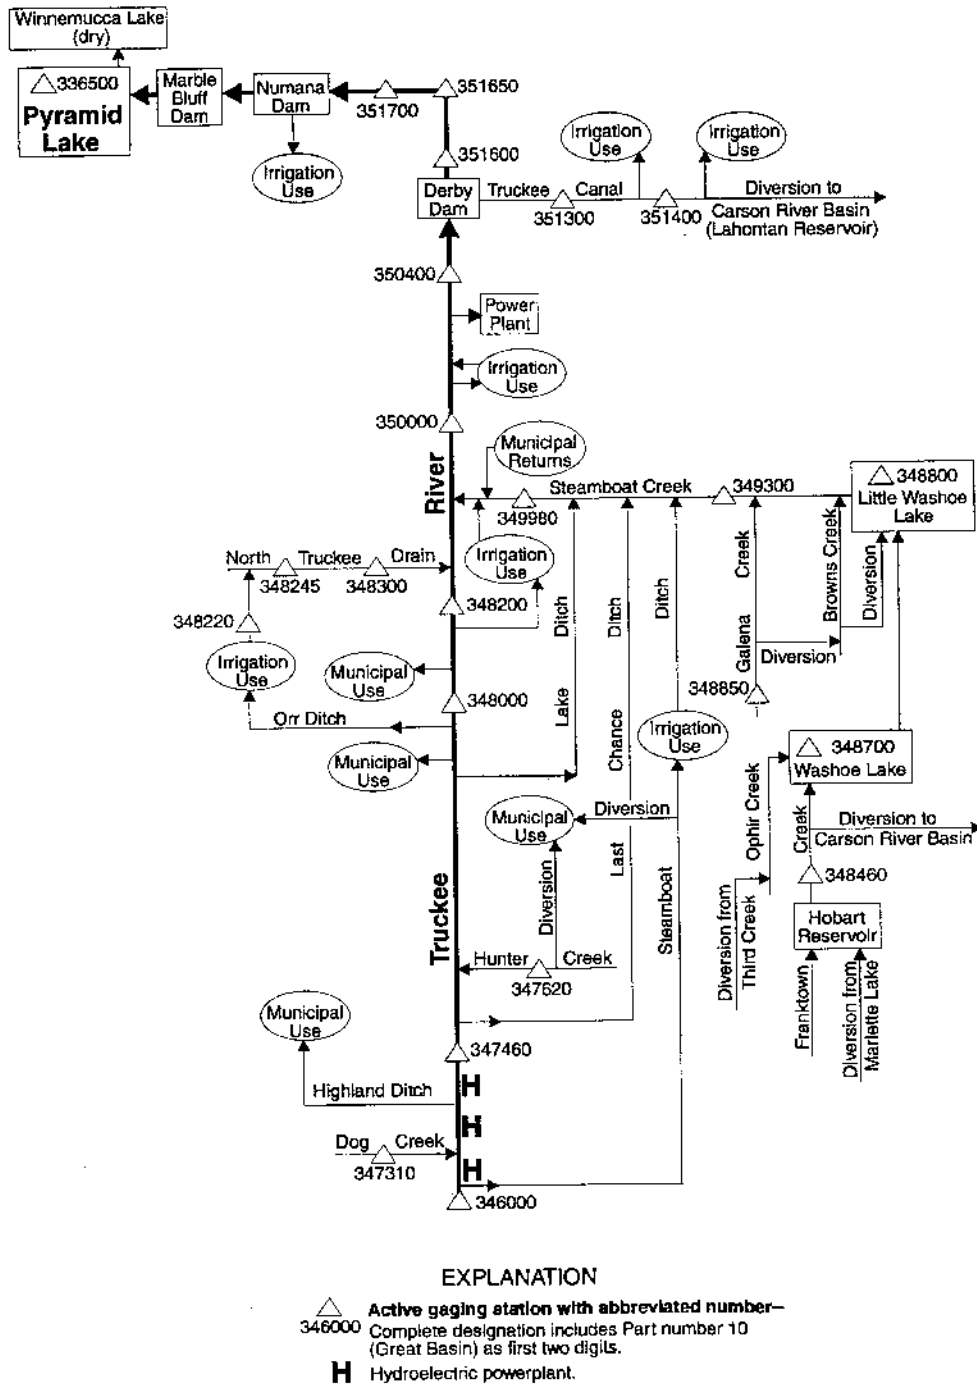 Winnemucca Lake
(dry)
336500
Pyramid
Lake
Marble
Bluff
Dam
Numana
Dam
351700
351650
Irrigation
Use
351600
Irrigation
Use
Irrigation
Use
Derby
Dam
Truckee Canal
351300
351400
Diversion to
Carson River Basin
(Lahontan Reservoir)
350400
Power
Plant
Irrigation
Use
350000
Municipal
Returns
River
Steamboat Creek
349300
348800
Little Washoe
Lake
349980
Irrigation
Use
North Truckee Drain
348245
348300
348200
348220
Irrigation
Use
Ditch
Ditch
Ditch
Galena Creek
Browns Creek
Diversion
Diversion
348850
Municipal
Use
348000
Orr Ditch
Lake
Chance
Irrigation
Use
348700
Washoe Lake
Municipal
Use
Municipal
Use
Diversion
Ophir Creek
Creek
Diversion to
Carson River Basin
Truckee
Diversion
Last
Steamboat
348460
Hobart
Reservoir
Diversion from
Third Creek
Hunter Creek
347620
Franktown
Diversion from
Marlette Lake
Municipal
Use
347460
Highland Ditch
H
H
H
Dog Creek
347310
346000
EXPLANATION
346000
Active gaging station with abbreviated number–
Complete designation includes Part number 10
(Great Basin) as first two digits.
H Hydroelectric powerplant.